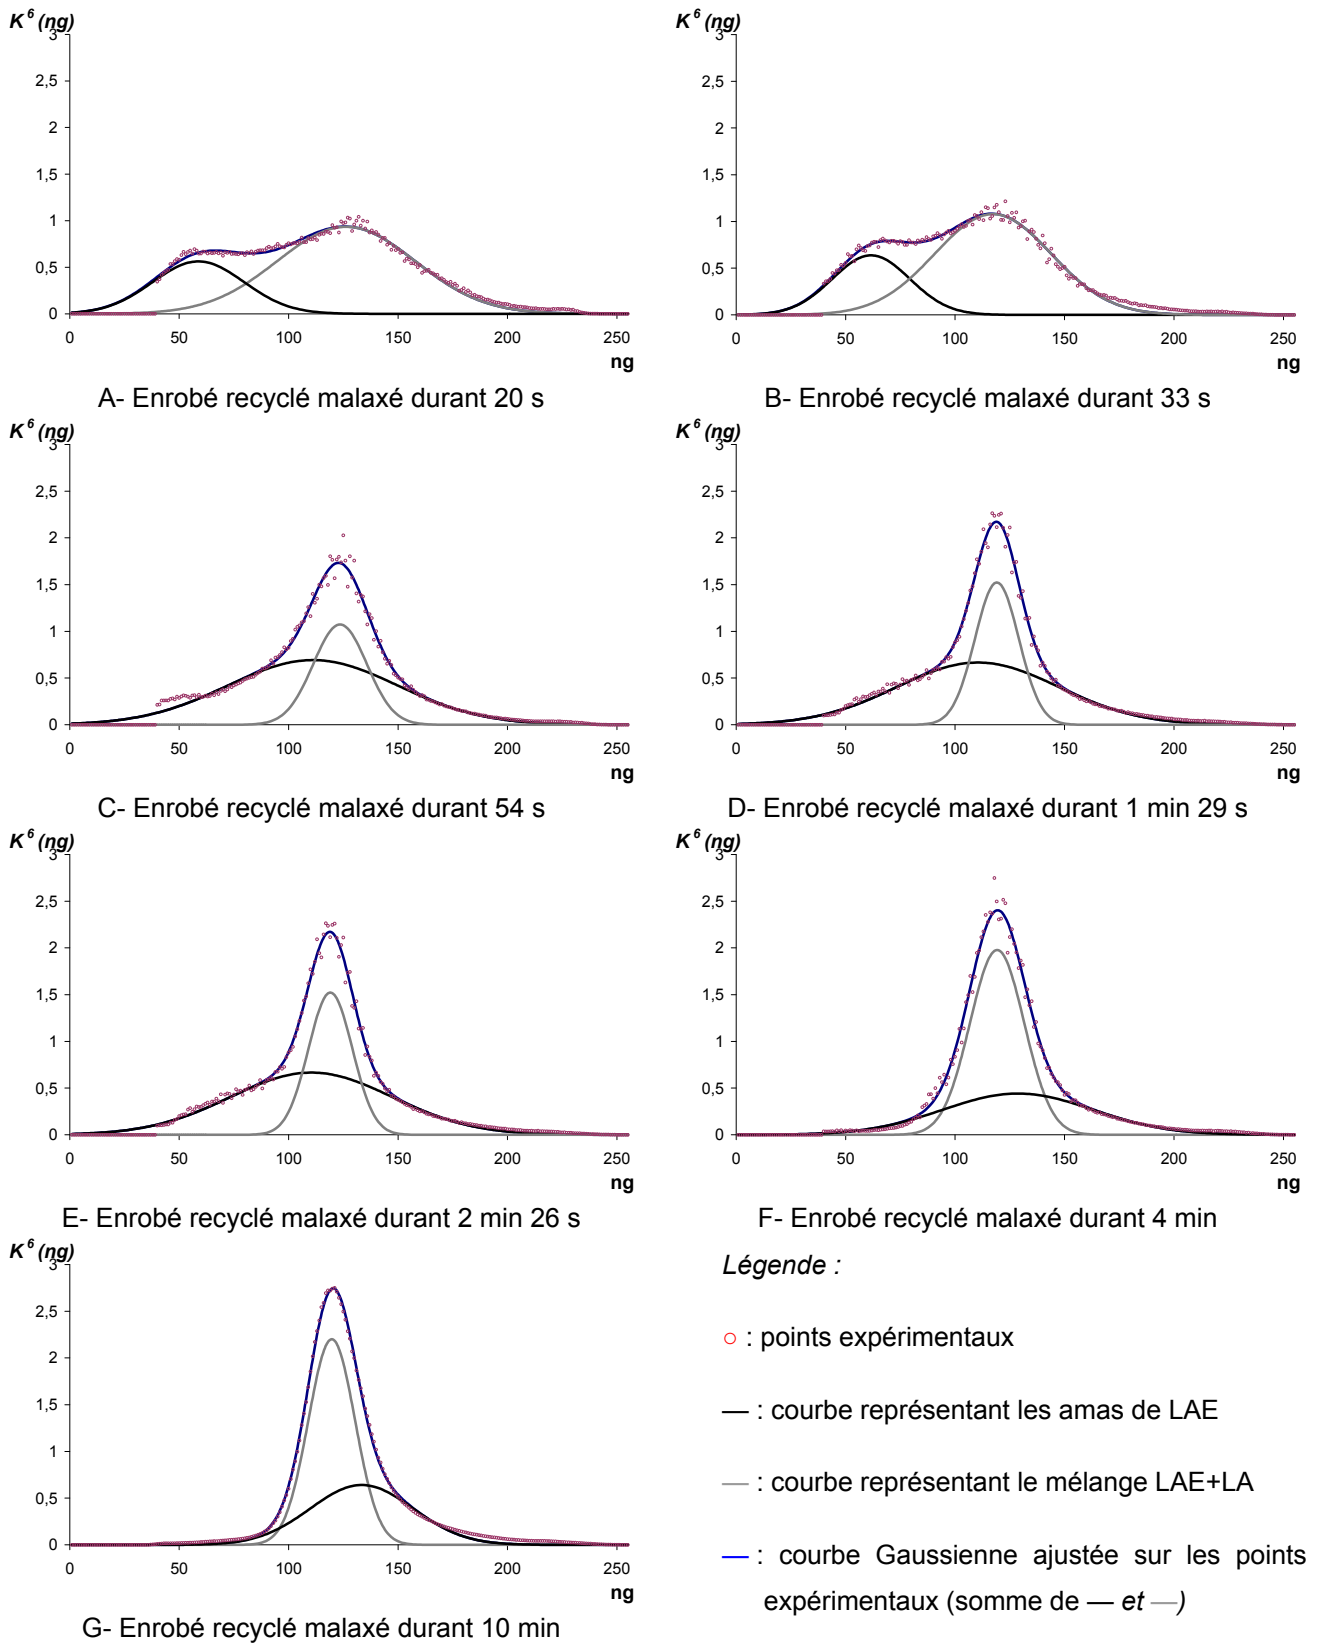 K⁶ (ng)
3
2,5
2
1,5
1
0,5
0
0 50 100 150 200 250
ng
A- Enrobé recyclé malaxé durant 20 s
K⁶ (ng)
3
2,5
2
1,5
1
0,5
0
0 50 100 150 200 250
ng
B- Enrobé recyclé malaxé durant 33 s
K⁶ (ng)
3
2,5
2
1,5
1
0,5
0
0 50 100 150 200 250
ng
C- Enrobé recyclé malaxé durant 54 s
K⁶ (ng)
3
2,5
2
1,5
1
0,5
0
0 50 100 150 200 250
ng
D- Enrobé recyclé malaxé durant 1 min 29 s
K⁶ (ng)
3
2,5
2
1,5
1
0,5
0
0 50 100 150 200 250
ng
E- Enrobé recyclé malaxé durant 2 min 26 s
K⁶ (ng)
3
2,5
2
1,5
1
0,5
0
0 50 100 150 200 250
ng
F- Enrobé recyclé malaxé durant 4 min
K⁶ (ng)
3
2,5
2
1,5
1
0,5
0
0 50 100 150 200 250
ng
G- Enrobé recyclé malaxé durant 10 min
Légende :
○ : points expérimentaux
— : courbe représentant les amas de LAE
— : courbe représentant le mélange LAE+LA
— : courbe Gaussienne ajustée sur les points
expérimentaux (somme de — et —)